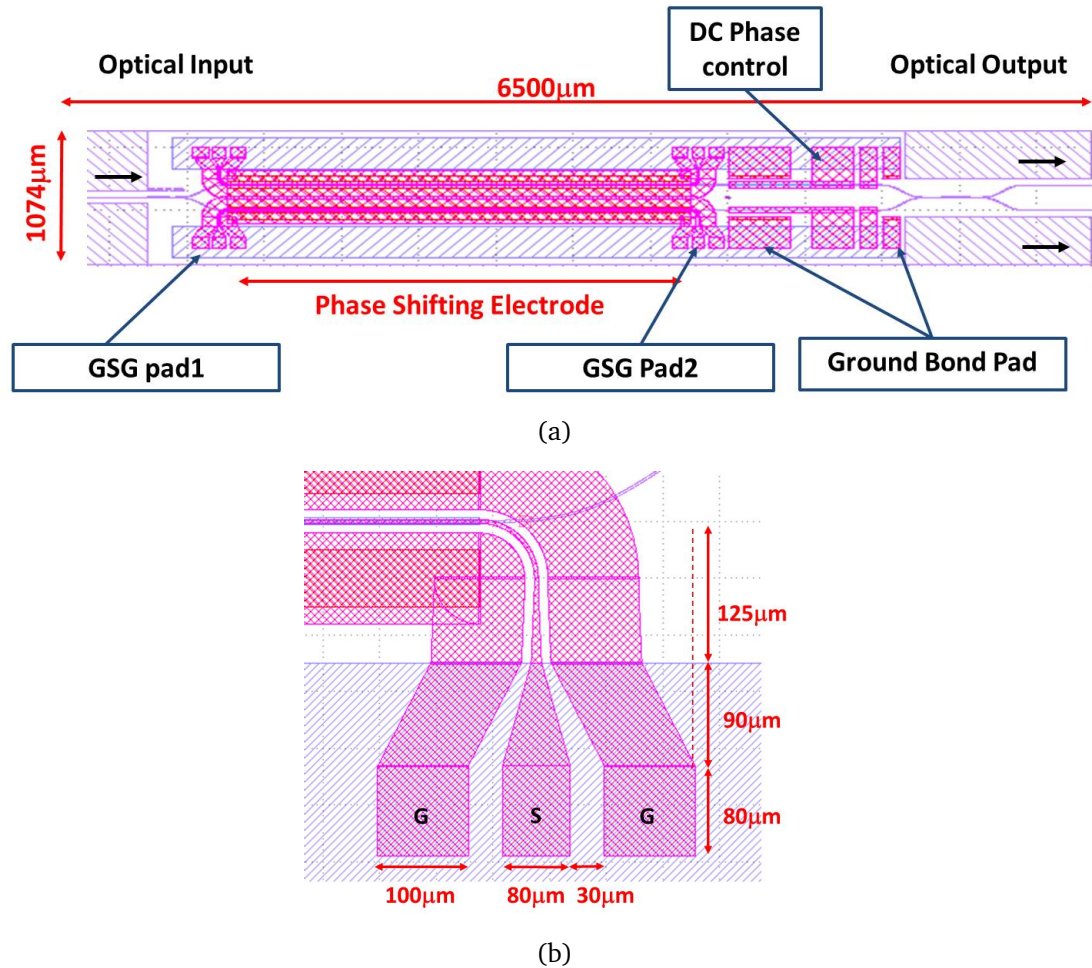 DC Phase
control
Optical Input
Optical Output
6500μm
1074μm
Phase Shifting Electrode
GSG pad1
GSG Pad2
Ground Bond Pad
(a)
125μm
90μm
G
S
G
80μm
100μm
80μm
30μm
(b)